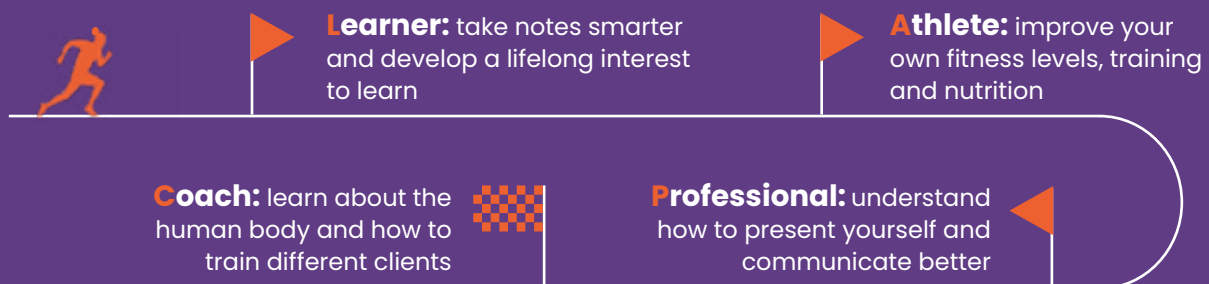 Learner: take notes smarter
and develop a lifelong interest
to learn
Athlete: improve your
own fitness levels, training
and nutrition
Professional: understand
how to present yourself and
communicate better
Coach: learn about the
human body and how to
train different clients